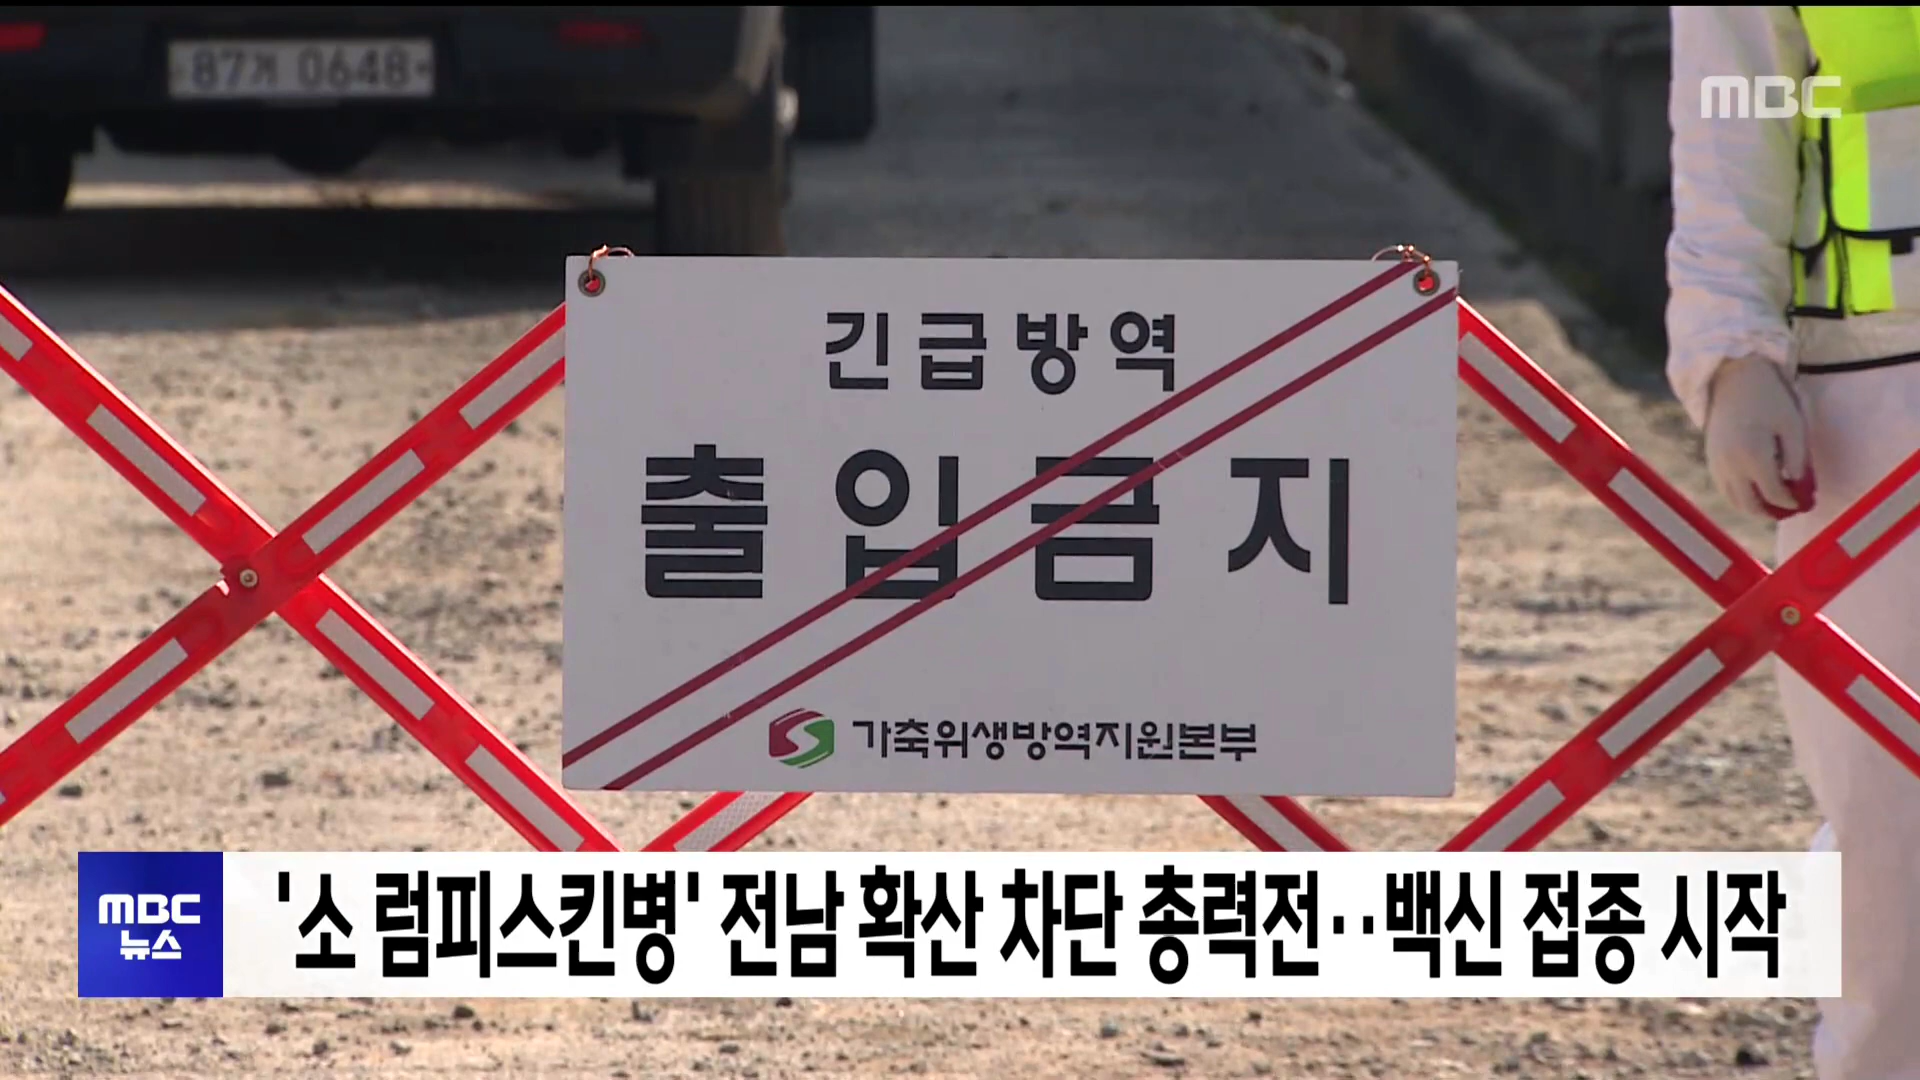 87거 0648
MBC
긴급방역
출입금지
가축위생방역지원본부
MBC
뉴스
'소 럼피스킨병' 전남 확산 차단 총력전··백신 접종 시작